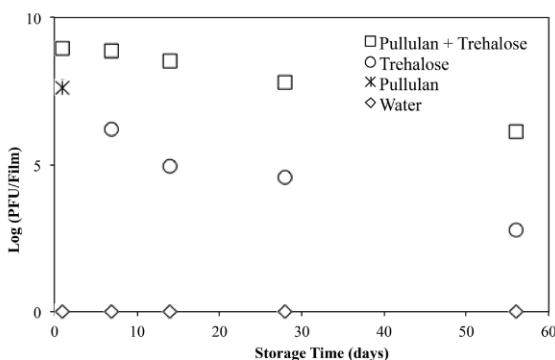 10
Pullulan + Trehalose
Trehalose
Pullulan
Water
5
Log (PFU/Film)
0
0 10 20 30 40 50 60
Storage Time (days)